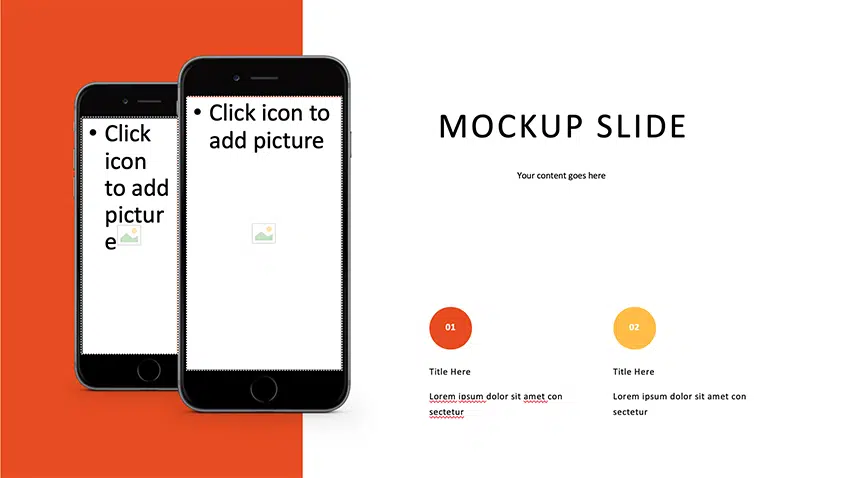 • Click
icon
to add
pictur
e
• Click icon to
add picture
MOCKUP SLIDE
Your content goes here
01
Title Here
Lorem ipsum dolor sit amet con
sectetur
02
Title Here
Lorem ipsum dolor sit amet con
sectetur